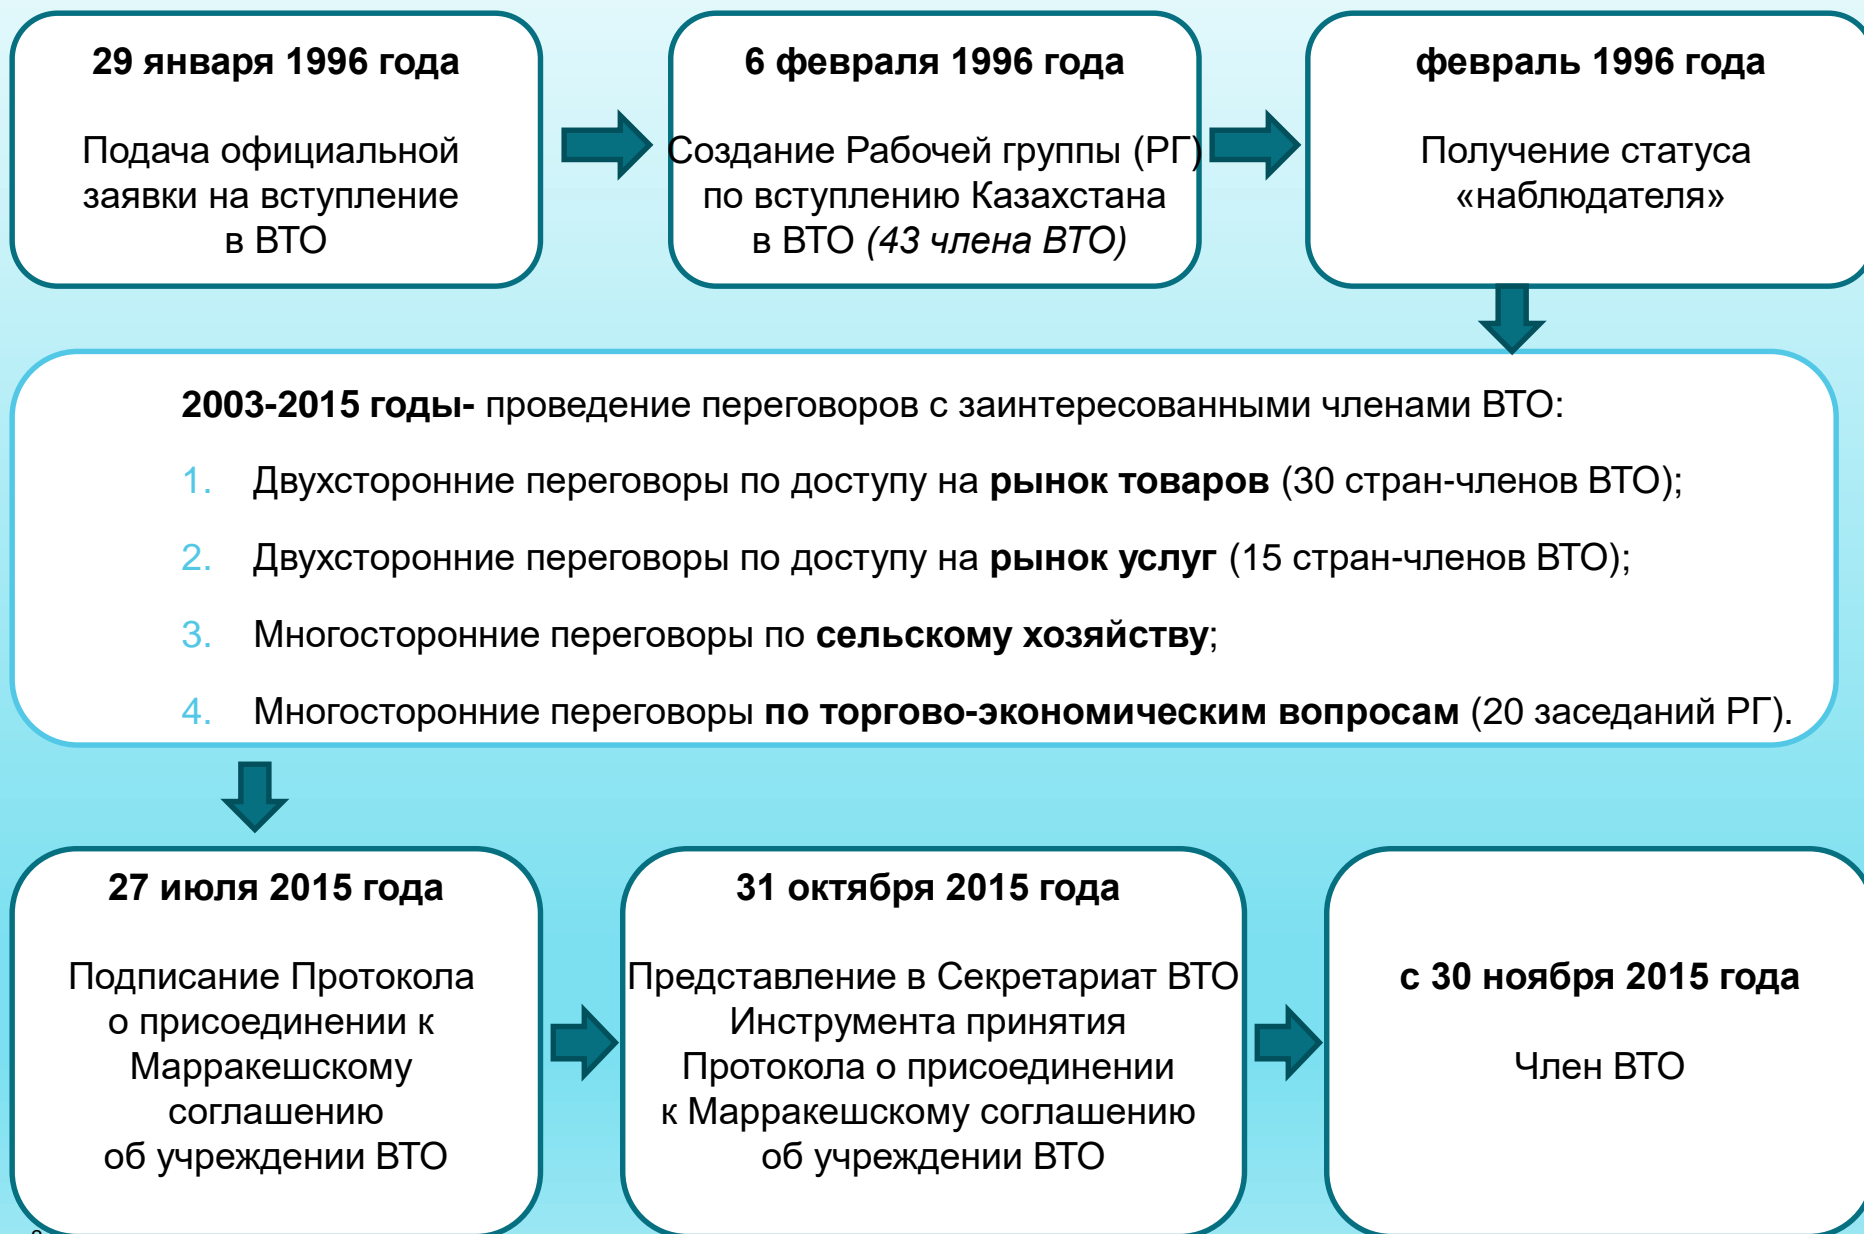 29 января 1996 года
Подача официальной
заявки на вступление
в ВТО
6 февраля 1996 года
Создание Рабочей группы (РГ)
по вступлению Казахстана
в ВТО (43 члена ВТО)
февраль 1996 года
Получение статуса
«наблюдателя»
2003-2015 годы- проведение переговоров с заинтересованными членами ВТО:
1. Двухсторонние переговоры по доступу на рынок товаров (30 стран-членов ВТО);
2. Двухсторонние переговоры по доступу на рынок услуг (15 стран-членов ВТО);
3. Многосторонние переговоры по сельскому хозяйству;
4. Многосторонние переговоры по торгово-экономическим вопросам (20 заседаний РГ).
27 июля 2015 года
Подписание Протокола
о присоединении к
Марракешскому
соглашению
об учреждении ВТО
31 октября 2015 года
Представление в Секретариат ВТО
Инструмента принятия
Протокола о присоединении
к Марракешскому соглашению
об учреждении ВТО
с 30 ноября 2015 года
Член ВТО